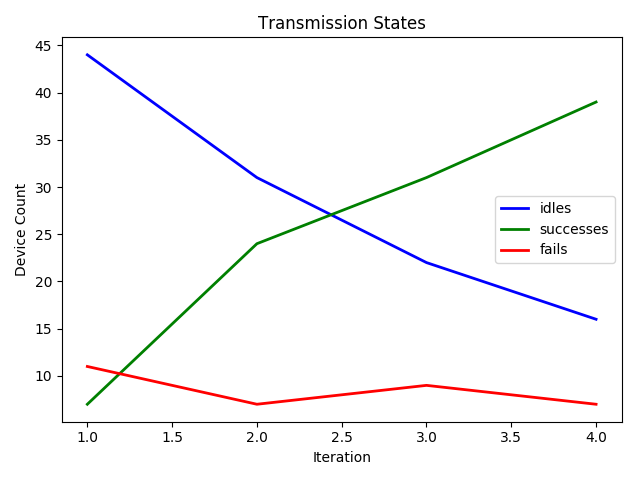 Transmission States
45
40
35
30
25
20
15
10
Device Count
idles
successes
fails
1.0 1.5 2.0 2.5 3.0 3.5 4.0
Iteration